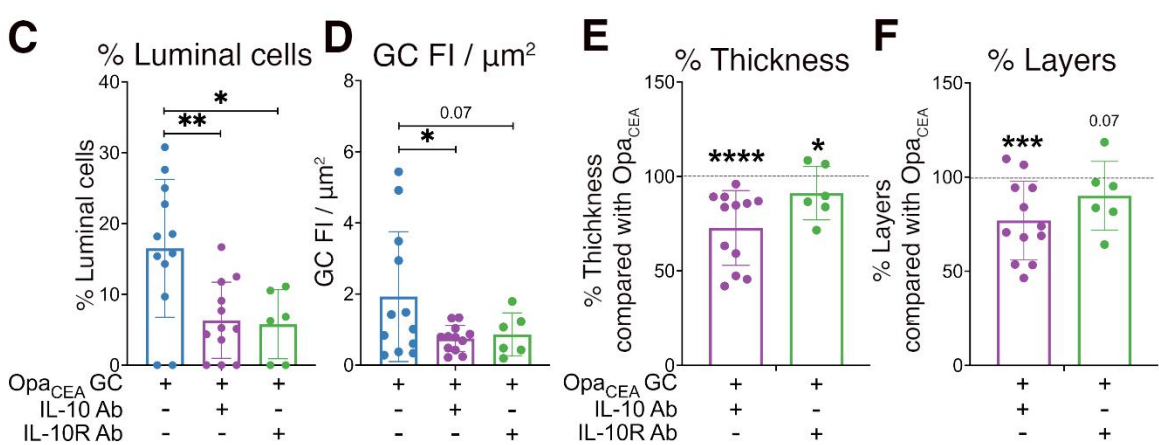 C
% Luminal cells
% Luminal cells
40
30
20
10
0
*
**
D
GC FI / μm²
GC FI / μm²
8
6
4
2
0
0.07
*
E
% Thickness
% Thichkness
compared with OpaCEA
150
100
50
0
****
*
F
% Layers
% Layers
compared with OpaCEA
150
100
50
0
***
0.07
OpaCEA GC + + + + + +
IL-10 Ab - + - - + -
IL-10R Ab - - + - - +
OpaCEA GC + + + +
IL-10 Ab + - + -
IL-10R Ab - + - +